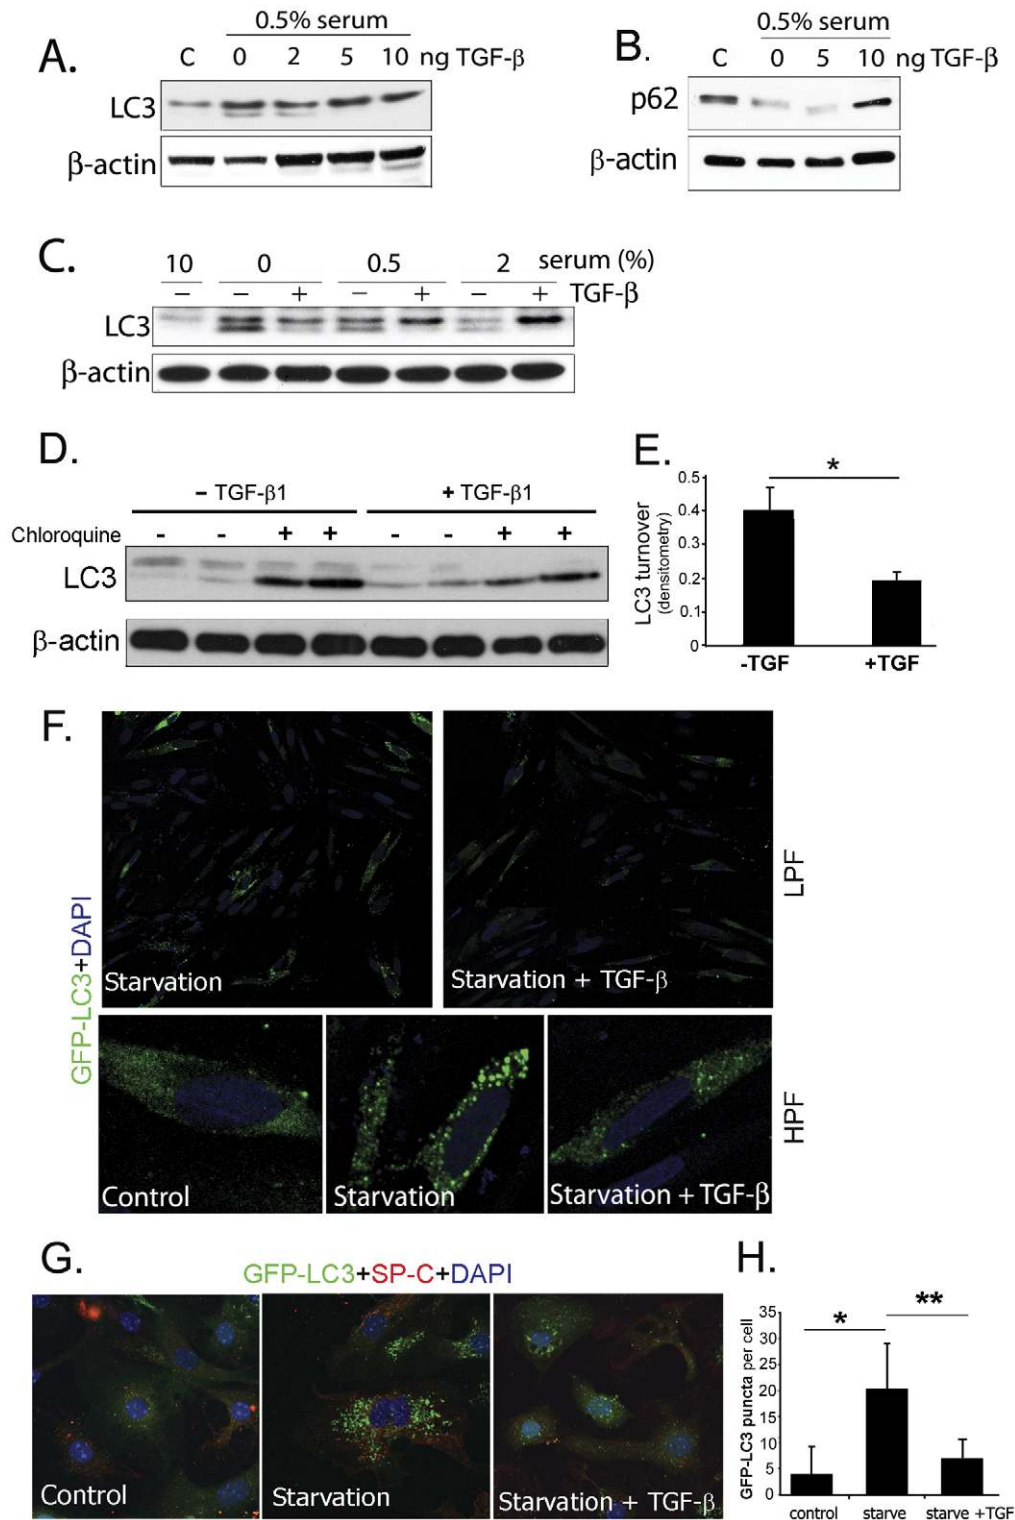 A.
0.5% serum
C 0 2 5 10 ng TGF-β
LC3
β-actin
B.
0.5% serum
C 0 5 10 ng TGF-β
p62
β-actin
C.
10 0 0.5 2 serum (%)
− − + − + − + TGF-β
LC3
β-actin
D.
− TGF-β1 + TGF-β1
Chloroquine - - + + - - + +
LC3
β-actin
E.
*
0.5
0.4
0.3
0.2
0.1
0
LC3 turnover
(densitometry)
-TGF +TGF
F.
GFP-LC3+DAPI
Starvation
Starvation + TGF-β
LPF
Control
Starvation
Starvation + TGF-β
HPF
G.
GFP-LC3+SP-C+DAPI
Control
Starvation
Starvation + TGF-β
H.
* **
35
30
25
20
15
10
5
0
GFP-LC3 puncta per cell
control starve starve +TGF